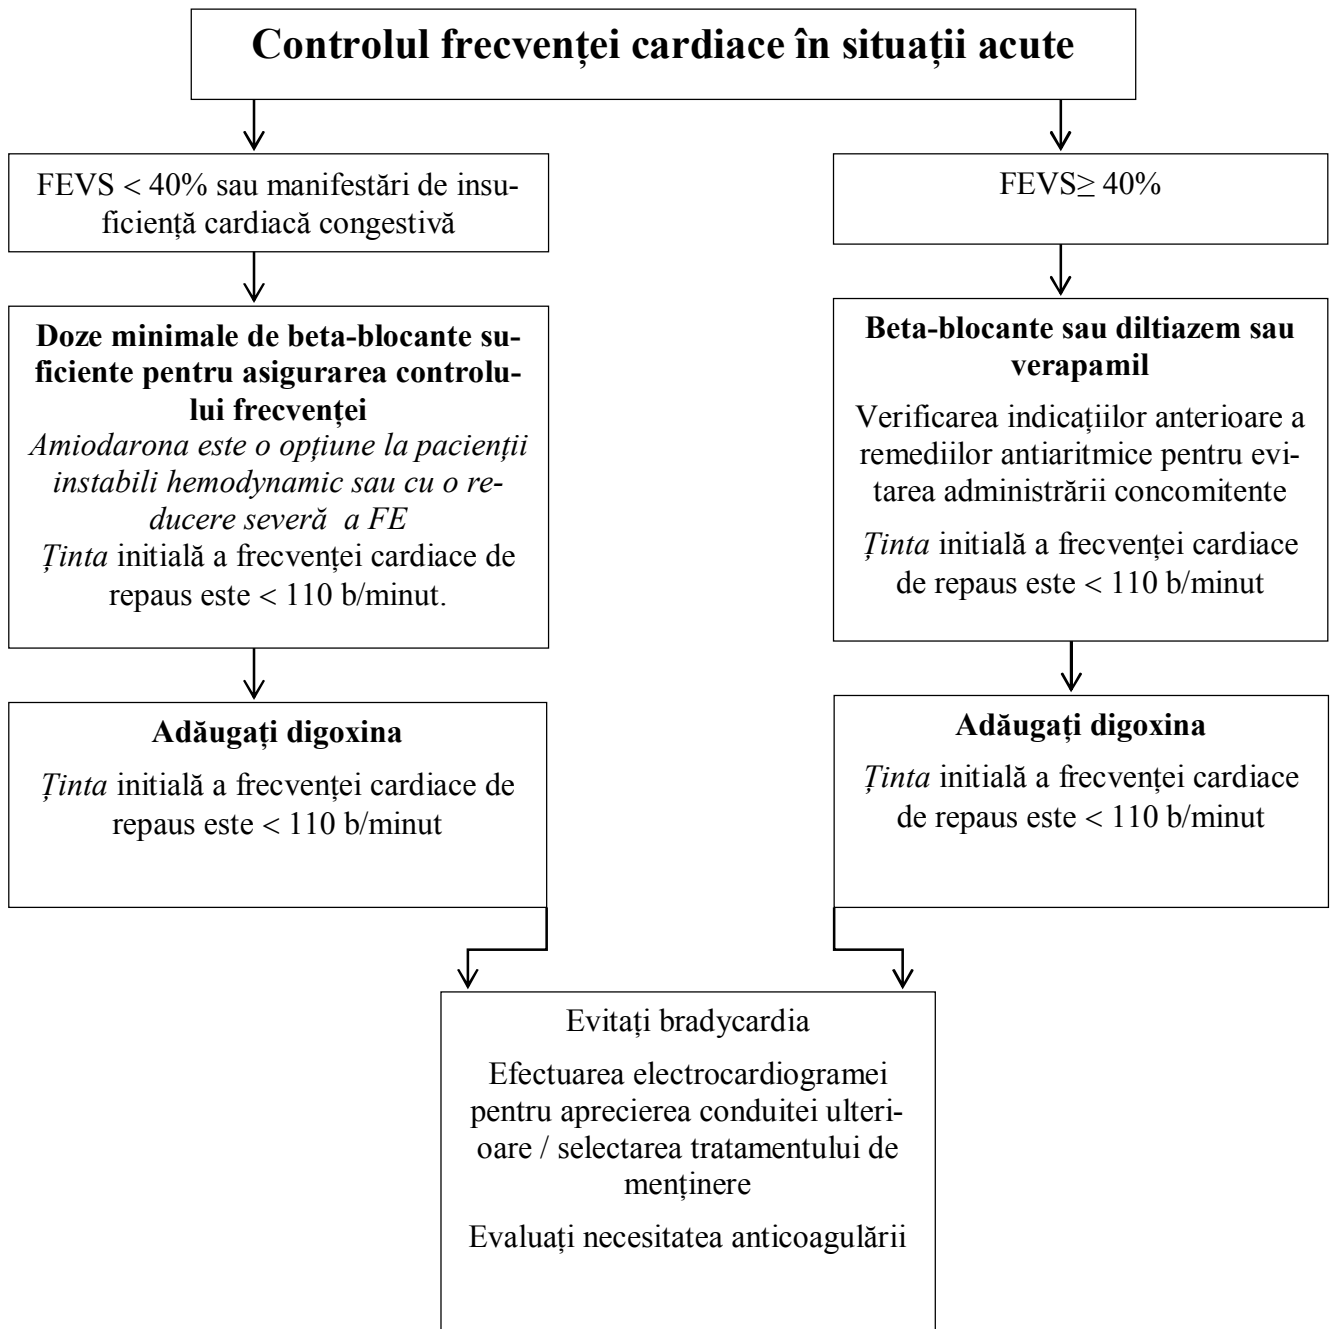 Controlul frecvenței cardiace în situații acute
FEVS < 40% sau manifestări de insu-
ficiență cardiacă congestivă
FEVS≥ 40%
Doze minimale de beta-blocante su-
ficiente pentru asigurarea controlu-
lui frecvenței
Amiodarona este o opțiune la pacienții
instabili hemodynamic sau cu o re-
ducere severă a FE
Ținta initială a frecvenței cardiace de
repaus este < 110 b/minut.
Beta-blocante sau diltiazem sau
verapamil
Verificarea indicațiilor anterioare a
remediilor antiaritmice pentru evi-
tarea administrării concomitente
Ținta initială a frecvenței cardiace
de repaus este < 110 b/minut
Adăugați digoxina
Ținta initială a frecvenței cardiace de
repaus este < 110 b/minut
Adăugați digoxina
Ținta initială a frecvenței cardiace
de repaus este < 110 b/minut
Evitați bradycardia
Efectuarea electrocardiogramei
pentru aprecierea conduitei ulteri-
oare / selectarea tratamentului de
menținere
Evaluați necesitatea anticoagulării